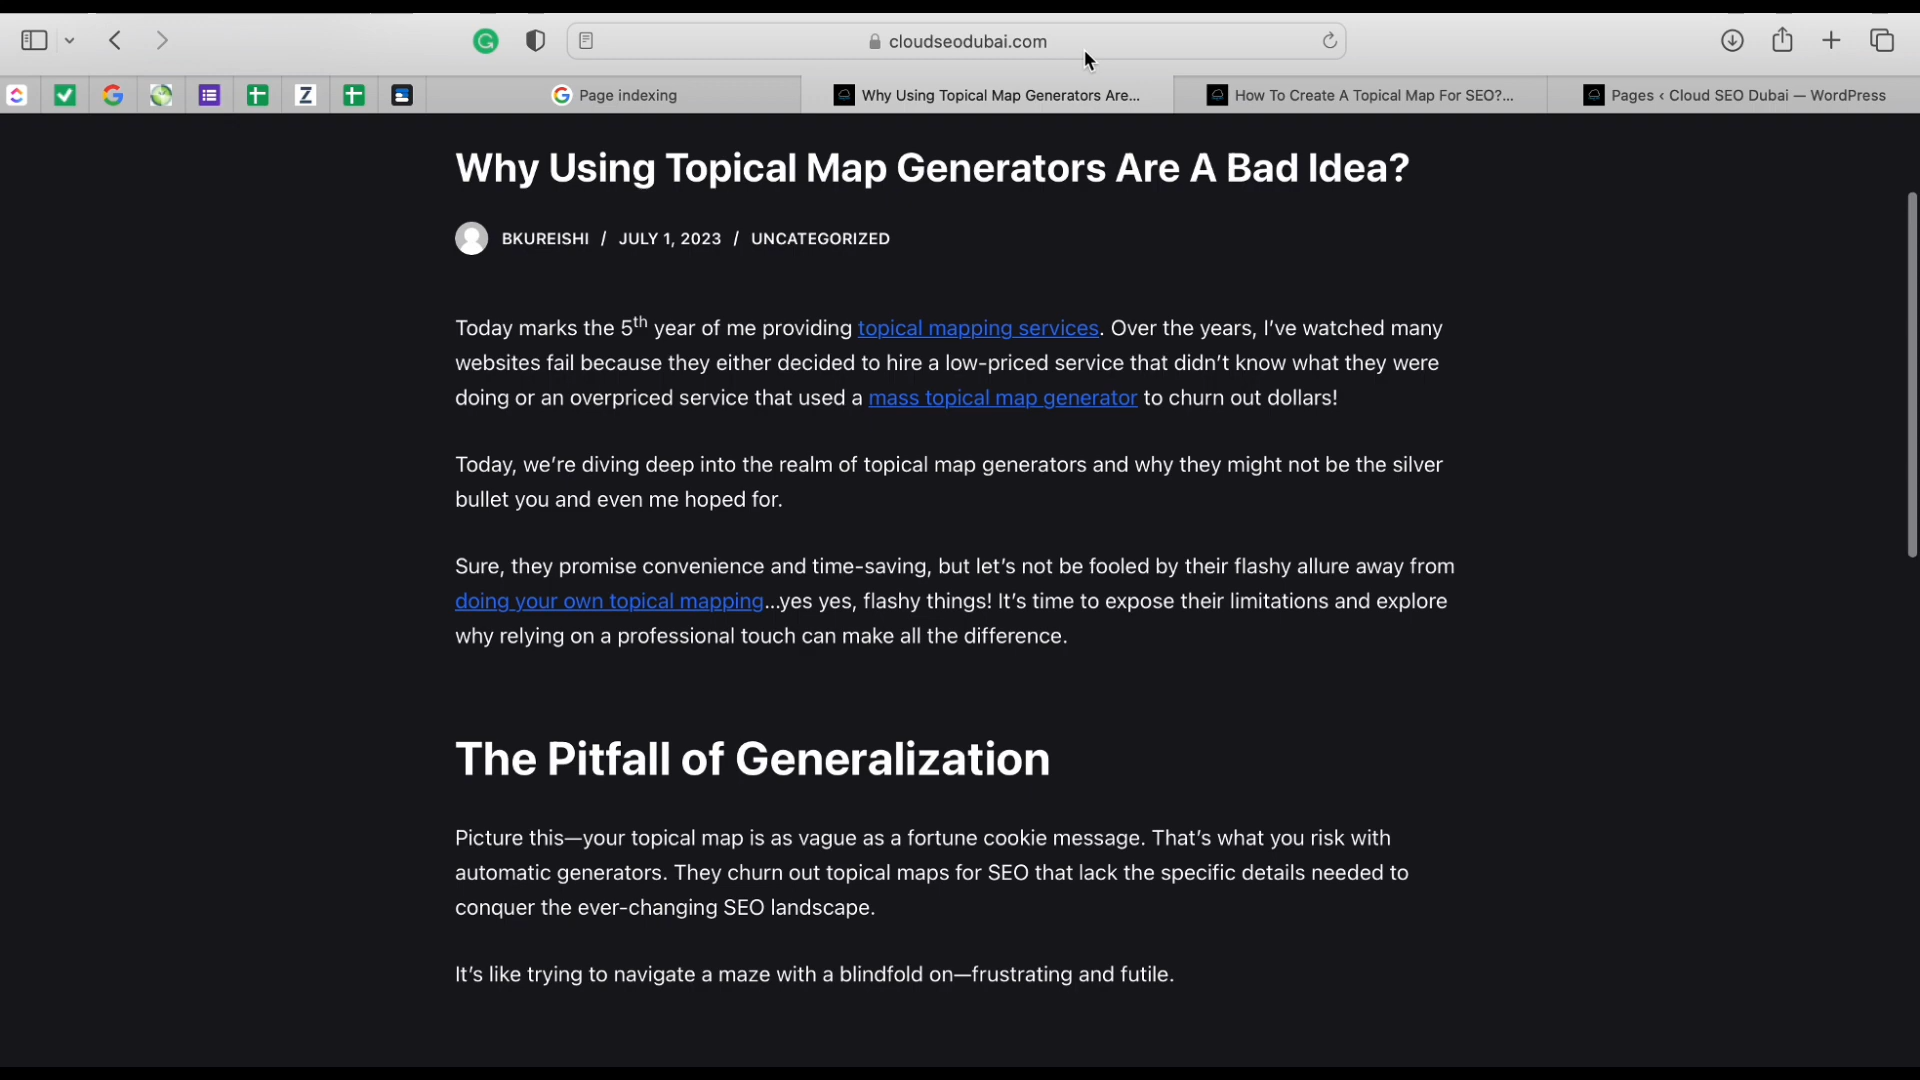 cloudseodubai.com
Page indexing
Why Using Topical Map Generators Are...
How To Create A Topical Map For SEO?...
Pages < Cloud SEO Dubai — WordPress
Why Using Topical Map Generators Are A Bad Idea?
BKUREISHI / JULY 1, 2023 / UNCATEGORIZED
Today marks the 5th year of me providing topical mapping services. Over the years, I’ve watched many
websites fail because they either decided to hire a low-priced service that didn’t know what they were
doing or an overpriced service that used a mass topical map generator to churn out dollars!
Today, we’re diving deep into the realm of topical map generators and why they might not be the silver
bullet you and even me hoped for.
Sure, they promise convenience and time-saving, but let’s not be fooled by their flashy allure away from
doing your own topical mapping...yes yes, flashy things! It’s time to expose their limitations and explore
why relying on a professional touch can make all the difference.
The Pitfall of Generalization
Picture this—your topical map is as vague as a fortune cookie message. That’s what you risk with
automatic generators. They churn out topical maps for SEO that lack the specific details needed to
conquer the ever-changing SEO landscape.
It’s like trying to navigate a maze with a blindfold on—frustrating and futile.